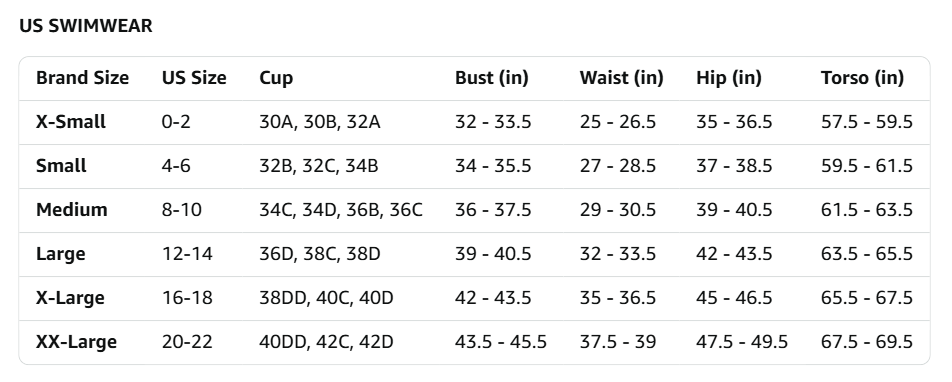 US SWIMWEAR
Brand Size US Size Cup Bust (in) Waist (in) Hip (in) Torso (in)
X-Small 0-2 30A, 30B, 32A 32 - 33.5 25 - 26.5 35 - 36.5 57.5 - 59.5
Small 4-6 32B, 32C, 34B 34 - 35.5 27 - 28.5 37 - 38.5 59.5 - 61.5
Medium 8-10 34C, 34D, 36B, 36C 36 - 37.5 29 - 30.5 39 - 40.5 61.5 - 63.5
Large 12-14 36D, 38C, 38D 39 - 40.5 32 - 33.5 42 - 43.5 63.5 - 65.5
X-Large 16-18 38DD, 40C, 40D 42 - 43.5 35 - 36.5 45 - 46.5 65.5 - 67.5
XX-Large 20-22 40DD, 42C, 42D 43.5 - 45.5 37.5 - 39 47.5 - 49.5 67.5 - 69.5